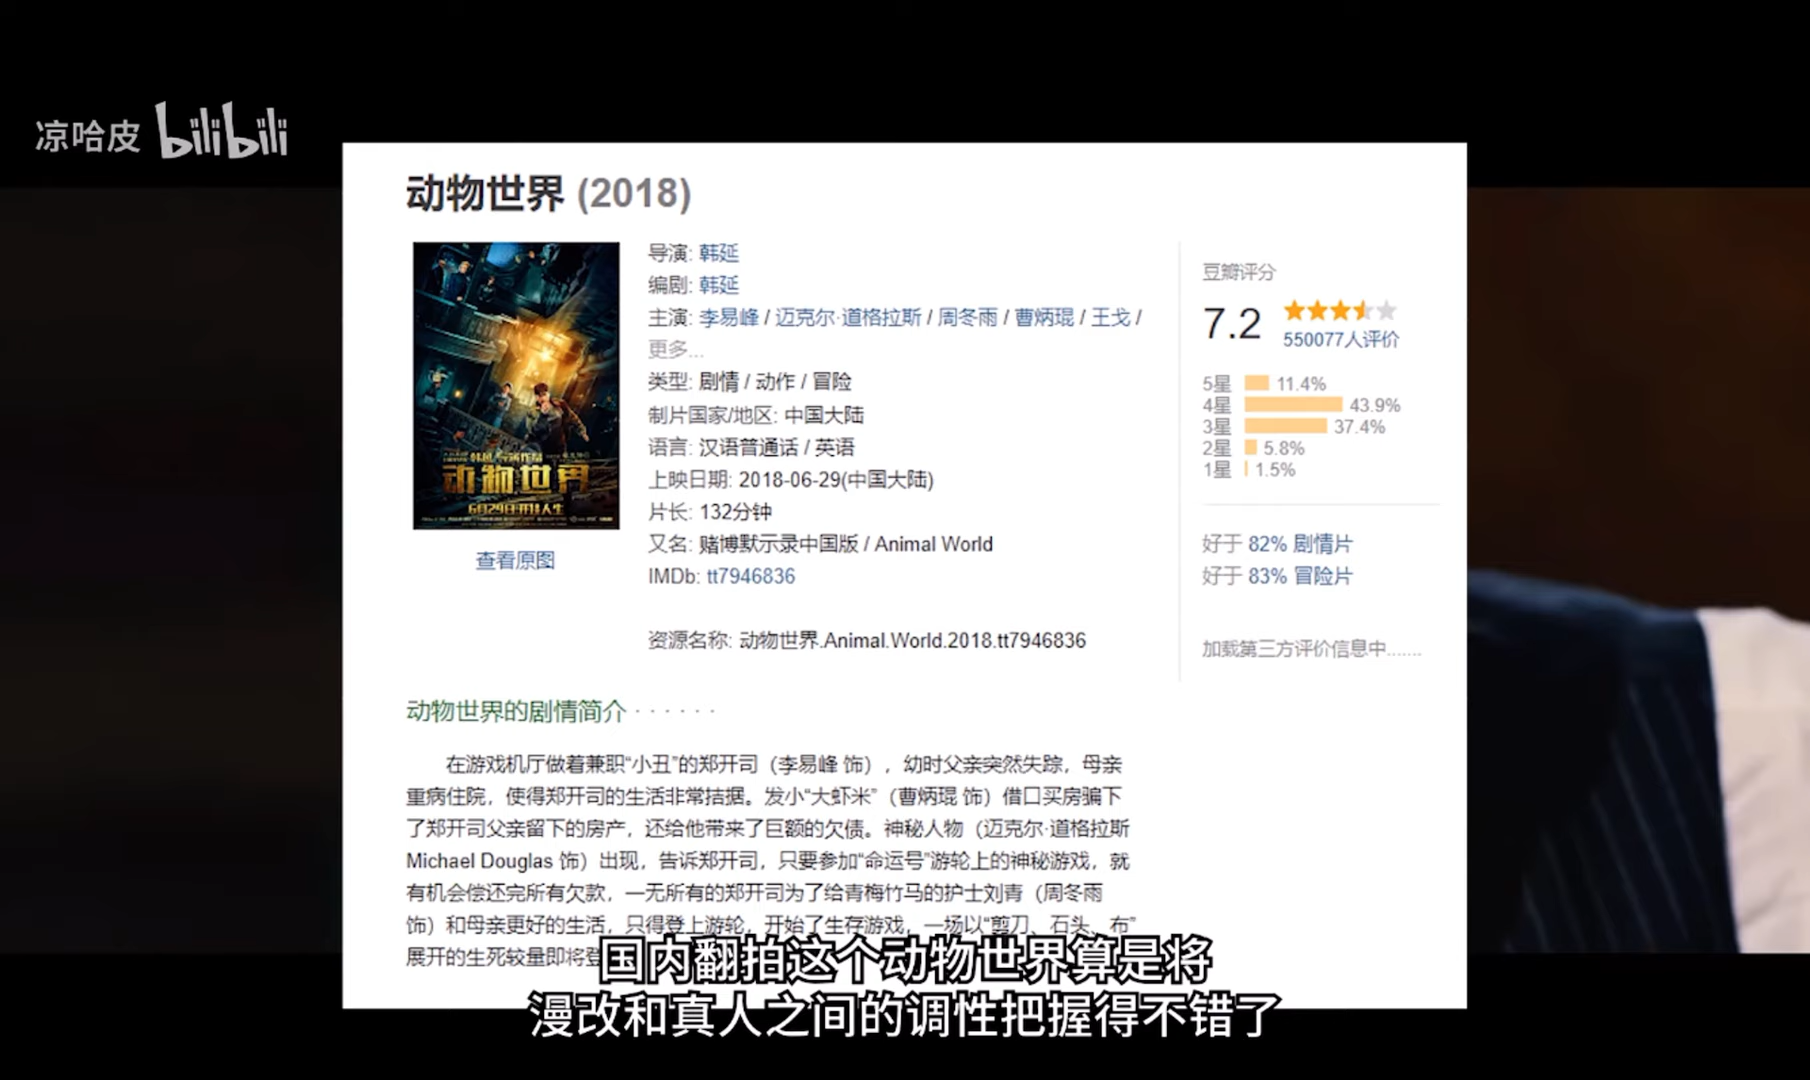 凉哈皮 bilibili
动物世界 (2018)
动物世界
6月29日开挂人生
查看原图
导演: 韩延
编剧: 韩延
主演: 李易峰 / 迈克尔·道格拉斯 / 周冬雨 / 曹炳琨 / 王戈 /
更多...
类型: 剧情 / 动作 / 冒险
制片国家/地区: 中国大陆
语言: 汉语普通话 / 英语
上映日期: 2018-06-29(中国大陆)
片长: 132分钟
又名: 赌博默示录中国版 / Animal World
IMDb: tt7946836
资源名称: 动物世界.Animal.World.2018.tt7946836
豆瓣评分
7.2
550077人评价
5星 11.4%
4星 43.9%
3星 37.4%
2星 5.8%
1星 1.5%
好于 82% 剧情片
好于 83% 冒险片
加载第三方评价信息中.......
动物世界的剧情简介 · · · · · ·
在游戏机厅做着兼职“小丑”的郑开司（李易峰 饰），幼时父亲突然失踪，母亲
重病住院，使得郑开司的生活非常拮据。发小“大虾米”（曹炳琨 饰）借口买房骗下
了郑开司父亲留下的房产，还给他带来了巨额的欠债。神秘人物（迈克尔·道格拉斯
Michael Douglas 饰）出现，告诉郑开司，只要参加“命运号”游轮上的神秘游戏，就
有机会偿还完所有欠款，一无所有的郑开司为了给青梅竹马的护士刘青（周冬雨
饰）和母亲更好的生活，只得登上游轮，开始了生存游戏，一场以“剪刀、石头、布”
展开的生死较量即将登
国内翻拍这个动物世界算是将
漫改和真人之间的调性把握得不错了